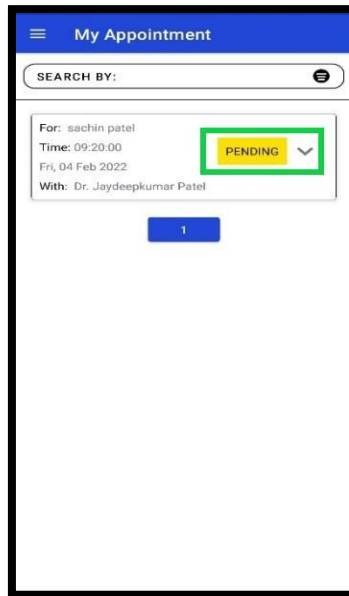 My Appointment
SEARCH BY:
For: sachin patel
Time: 09:20:00
PENDING
Fri, 04 Feb 2022
With: Dr. Jaydeepkumar Patel
1